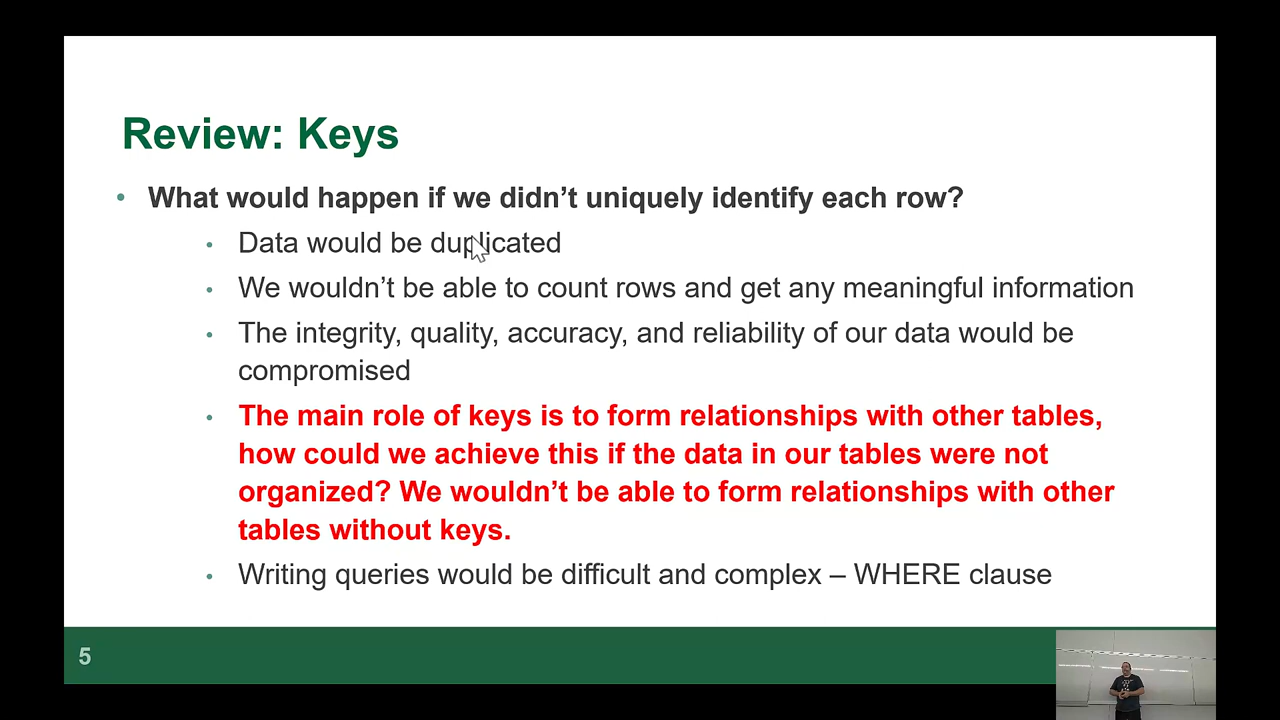 Review: Keys
• What would happen if we didn’t uniquely identify each row?
• Data would be duplicated
• We wouldn’t be able to count rows and get any meaningful information
• The integrity, quality, accuracy, and reliability of our data would be
compromised
• The main role of keys is to form relationships with other tables,
how could we achieve this if the data in our tables were not
organized? We wouldn’t be able to form relationships with other
tables without keys.
• Writing queries would be difficult and complex – WHERE clause
5